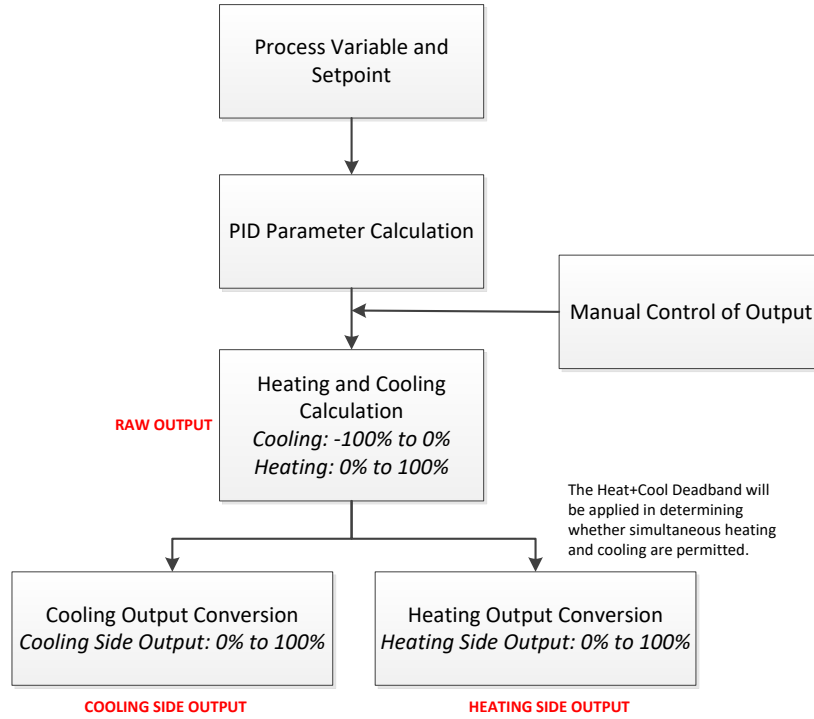 Process Variable and
Setpoint
PID Parameter Calculation
Manual Control of Output
Heating and Cooling
Calculation
Cooling: -100% to 0%
Heating: 0% to 100%
RAW OUTPUT
The Heat+Cool Deadband will
be applied in determining
whether simultaneous heating
and cooling are permitted.
Cooling Output Conversion
Cooling Side Output: 0% to 100%
Heating Output Conversion
Heating Side Output: 0% to 100%
COOLING SIDE OUTPUT
HEATING SIDE OUTPUT